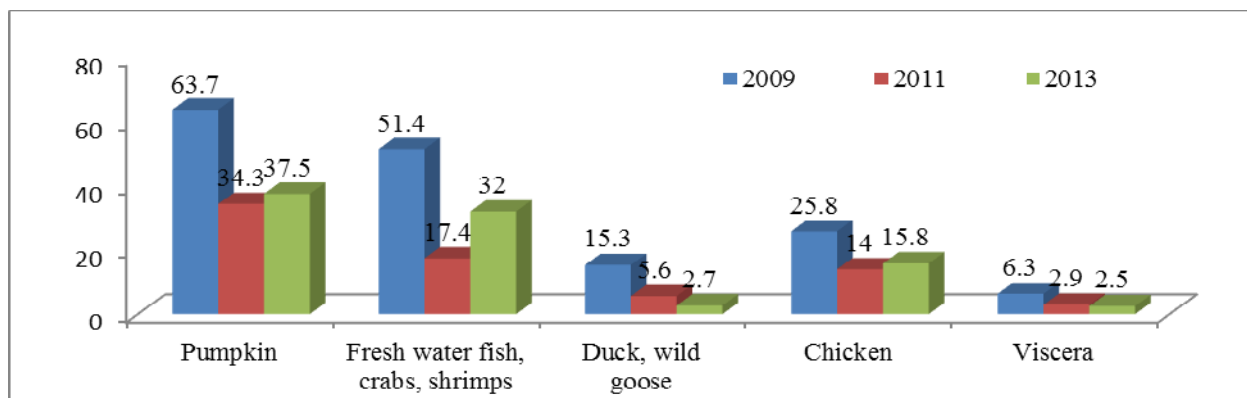 80
60
40
20
0
2009 2011 2013
63.7 34.3 37.5
51.4 17.4 32
15.3 5.6 2.7
25.8 14 15.8
6.3 2.9 2.5
Pumpkin
Fresh water fish,
crabs, shrimps
Duck, wild
goose
Chicken
Viscera